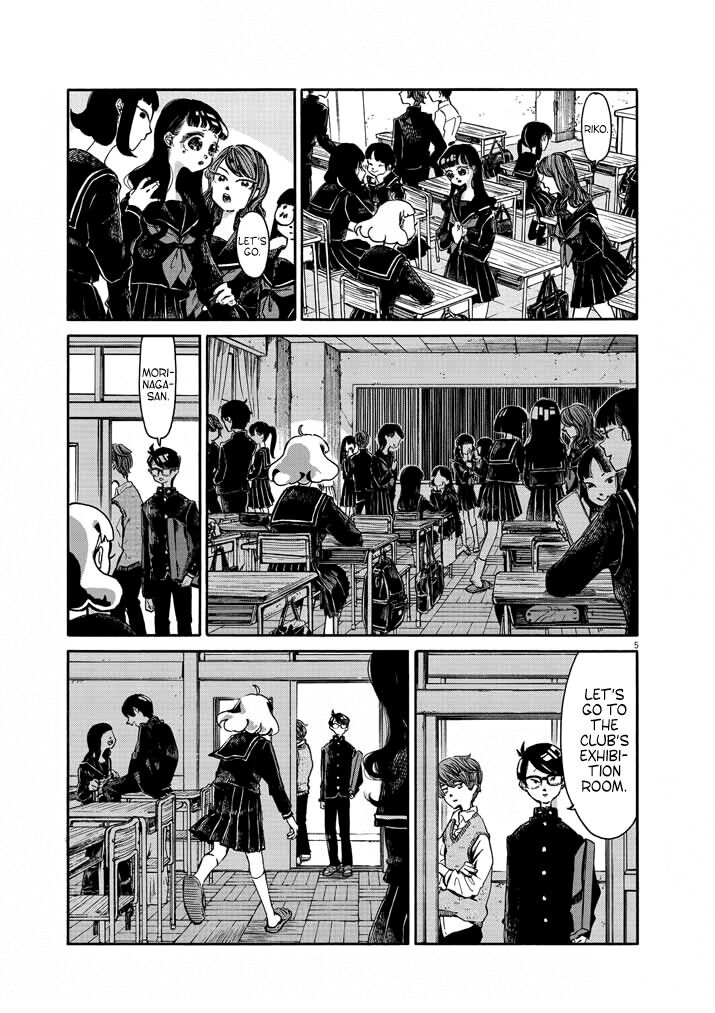 RIKO.
LET'S
GO.
MORI-
NAGA-
SAN.
5
LET'S
GO TO
THE
CLUB'S
EXHIBI-
TION
ROOM.